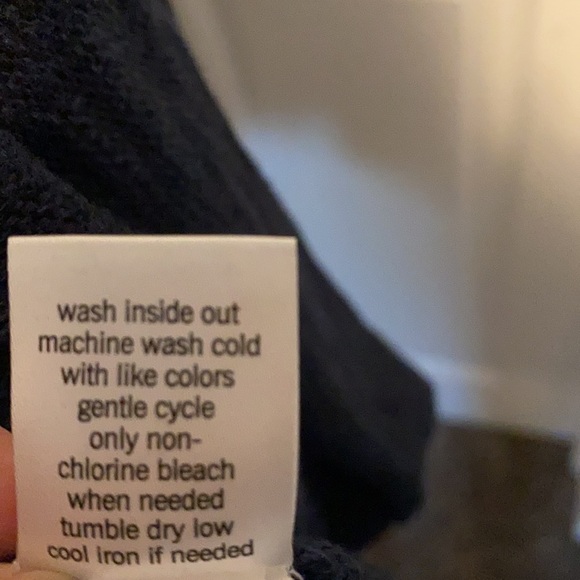 wash inside out
machine wash cold
with like colors
gentle cycle
only non-
chlorine bleach
when needed
tumble dry low
cool iron if needed